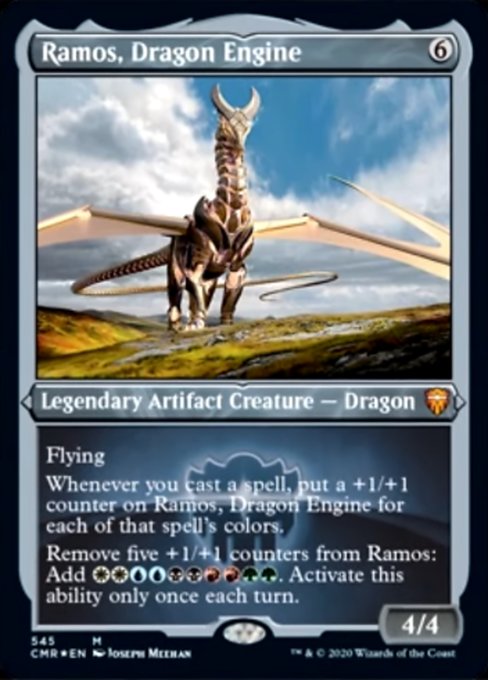 Ramos, Dragon Engine 6
Legendary Artifact Creature — Dragon
Flying
Whenever you cast a spell, put a +1/+1
counter on Ramos, Dragon Engine for
each of that spell's colors.
Remove five +1/+1 counters from Ramos:
Add . Activate this
ability only once each turn.
4/4
545 M
CMR★EN Joseph Meehan
™ & © 2020 Wizards of the Coast